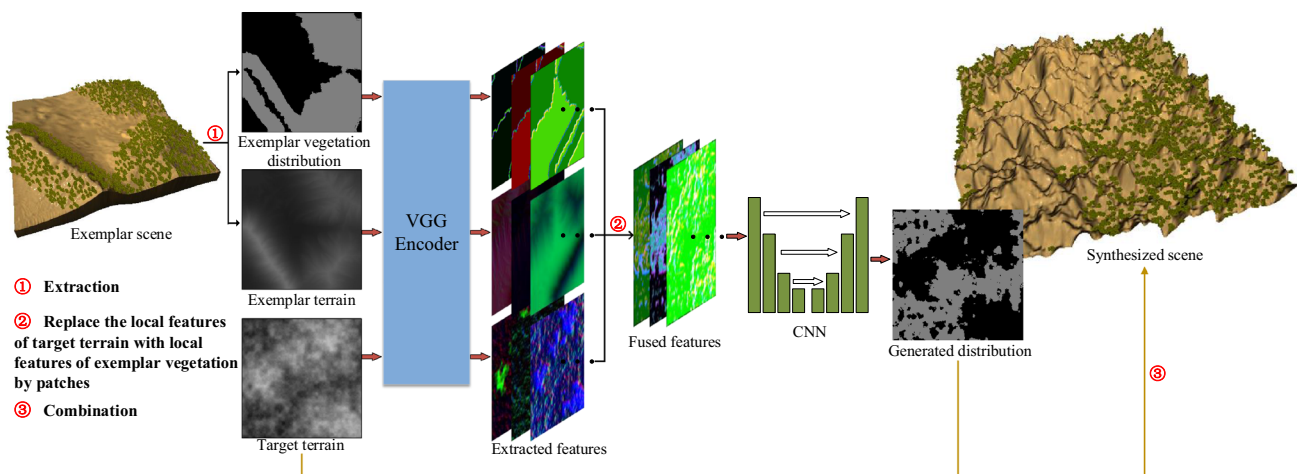 ①
Exemplar vegetation
distribution
Exemplar scene
VGG
Encoder
②
Exemplar terrain
① Extraction
② Replace the local features
of target terrain with local
features of exemplar vegetation
by patches
③ Combination
Target terrain
Extracted features
Fused features
CNN
Generated distribution
Synthesized scene
③